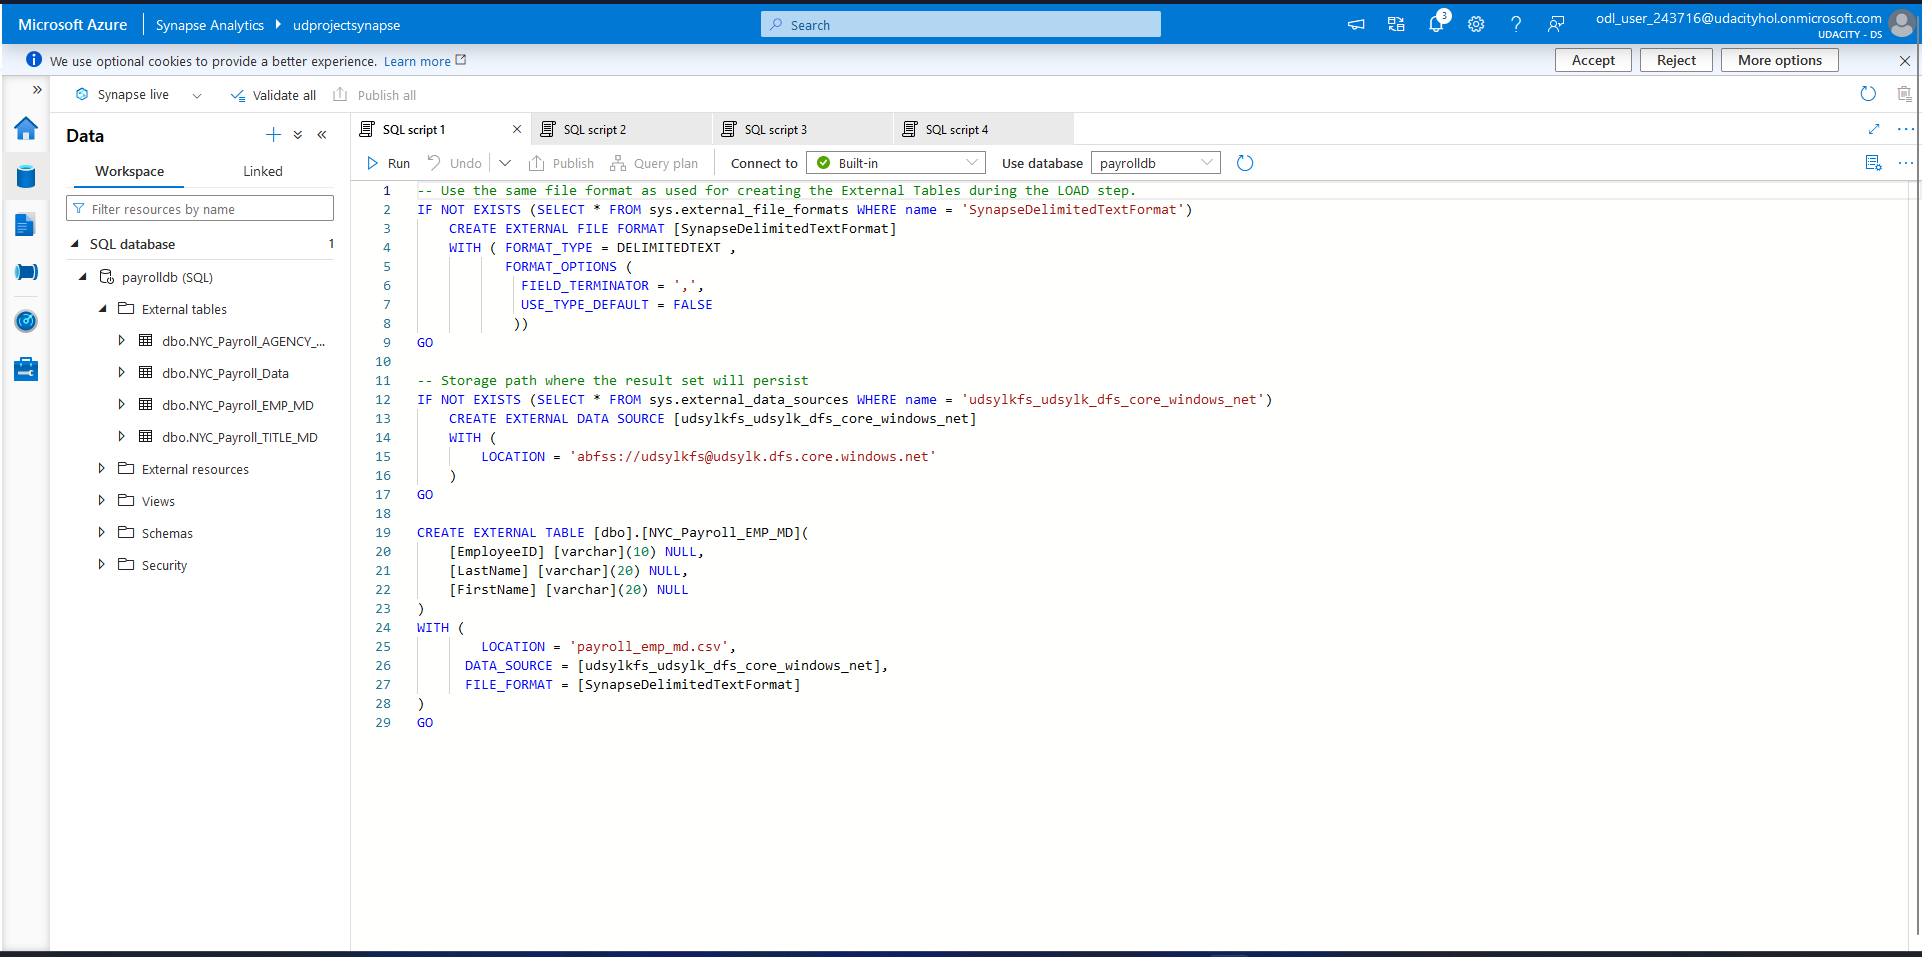 Microsoft Azure
Synapse Analytics
udprojectsynapse
Search
3
odl_user_243716@udacityhol.onmicrosoft.com
UDACITY - DS
We use optional cookies to provide a better experience. Learn more
Accept
Reject
More options
Synapse live
Validate all
Publish all
Data
Workspace
Linked
Filter resources by name
SQL database
1
payrolldb (SQL)
External tables
dbo.NYC_Payroll_AGENCY_...
dbo.NYC_Payroll_Data
dbo.NYC_Payroll_EMP_MD
dbo.NYC_Payroll_TITLE_MD
External resources
Views
Schemas
Security
SQL script 1
SQL script 2
SQL script 3
SQL script 4
Run
Undo
Publish
Query plan
Connect to
Built-in
Use database
payrolldb
1 -- Use the same file format as used for creating the External Tables during the LOAD step.
2 IF NOT EXISTS (SELECT * FROM sys.external_file_formats WHERE name = 'SynapseDelimitedTextFormat')
3 CREATE EXTERNAL FILE FORMAT [SynapseDelimitedTextFormat]
4 WITH ( FORMAT_TYPE = DELIMITEDTEXT ,
5 FORMAT_OPTIONS (
6 FIELD_TERMINATOR = ',',
7 USE_TYPE_DEFAULT = FALSE
8 ))
9 GO
10
11 -- Storage path where the result set will persist
12 IF NOT EXISTS (SELECT * FROM sys.external_data_sources WHERE name = 'udsylkfs_udsylk_dfs_core_windows_net')
13 CREATE EXTERNAL DATA SOURCE [udsylkfs_udsylk_dfs_core_windows_net]
14 WITH (
15 LOCATION = 'abfss://udsylkfs@udsylk.dfs.core.windows.net'
16 )
17 GO
18
19 CREATE EXTERNAL TABLE [dbo].[NYC_Payroll_EMP_MD](
20 [EmployeeID] [varchar](10) NULL,
21 [LastName] [varchar](20) NULL,
22 [FirstName] [varchar](20) NULL
23 )
24 WITH (
25 LOCATION = 'payroll_emp_md.csv',
26 DATA_SOURCE = [udsylkfs_udsylk_dfs_core_windows_net],
27 FILE_FORMAT = [SynapseDelimitedTextFormat]
28 )
29 GO